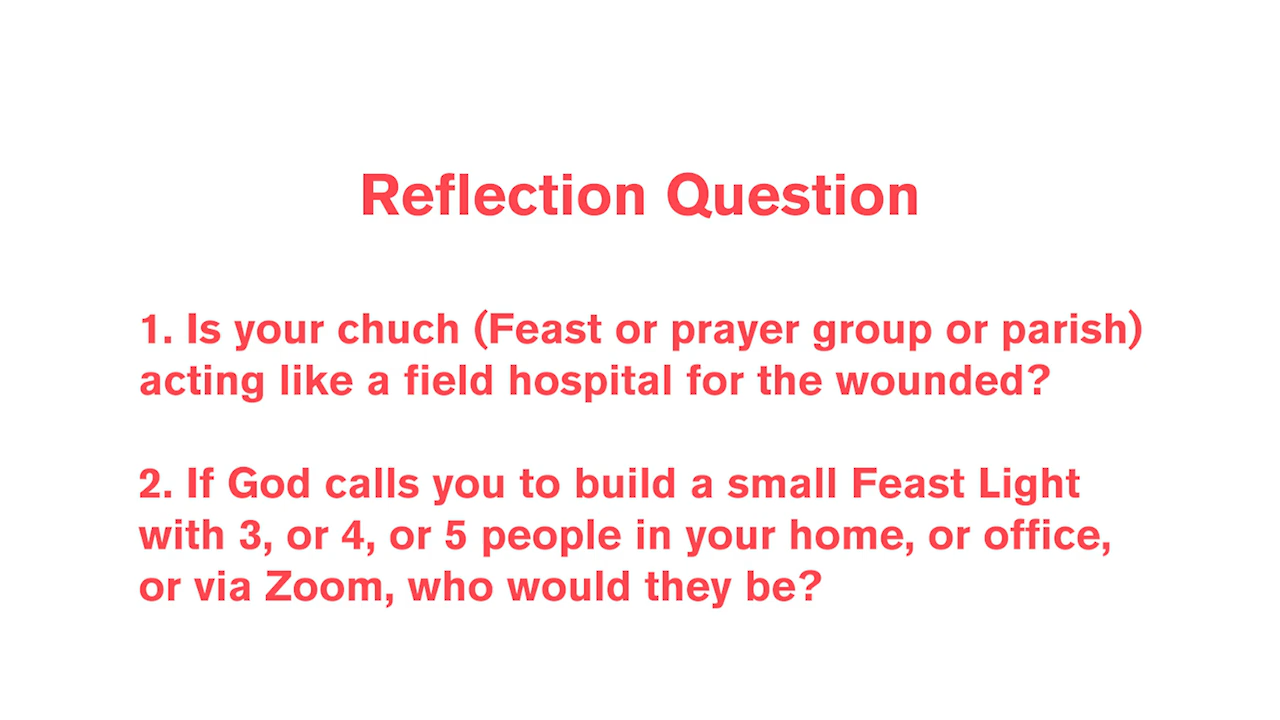 Reflection Question
1. Is your chuch (Feast or prayer group or parish)
acting like a field hospital for the wounded?
2. If God calls you to build a small Feast Light
with 3, or 4, or 5 people in your home, or office,
or via Zoom, who would they be?